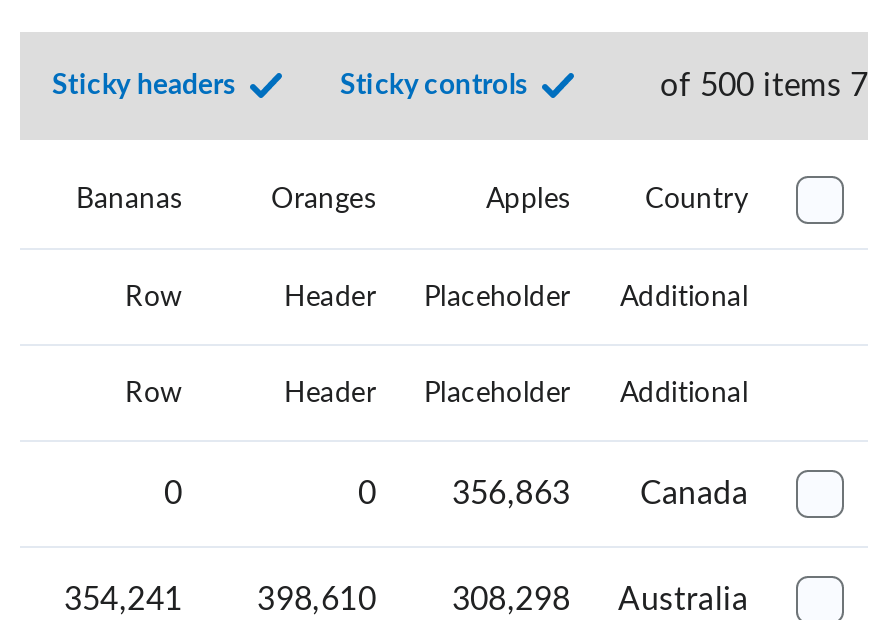 Sticky headers Sticky controls of 500 items 7
Bananas Oranges Apples Country
Row Header Placeholder Additional
Row Header Placeholder Additional
0 0 356,863 Canada
354,241 398,610 308,298 Australia